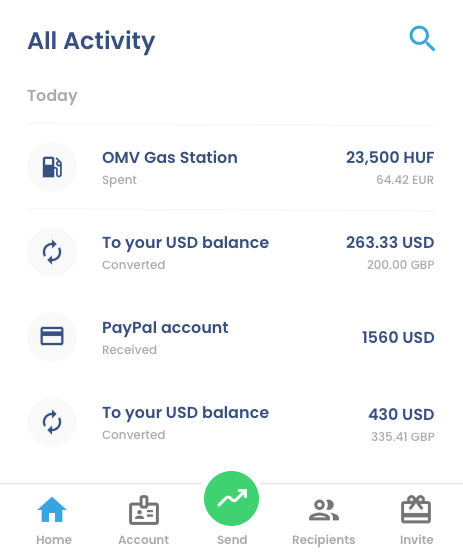 All Activity
Today
OMV Gas Station 23,500 HUF
Spent 64.42 EUR
To your USD balance 263.33 USD
Converted 200.00 GBP
PayPal account 1560 USD
Received
To your USD balance 430 USD
Converted 335.41 GBP
Home Account Send Recipients Invite